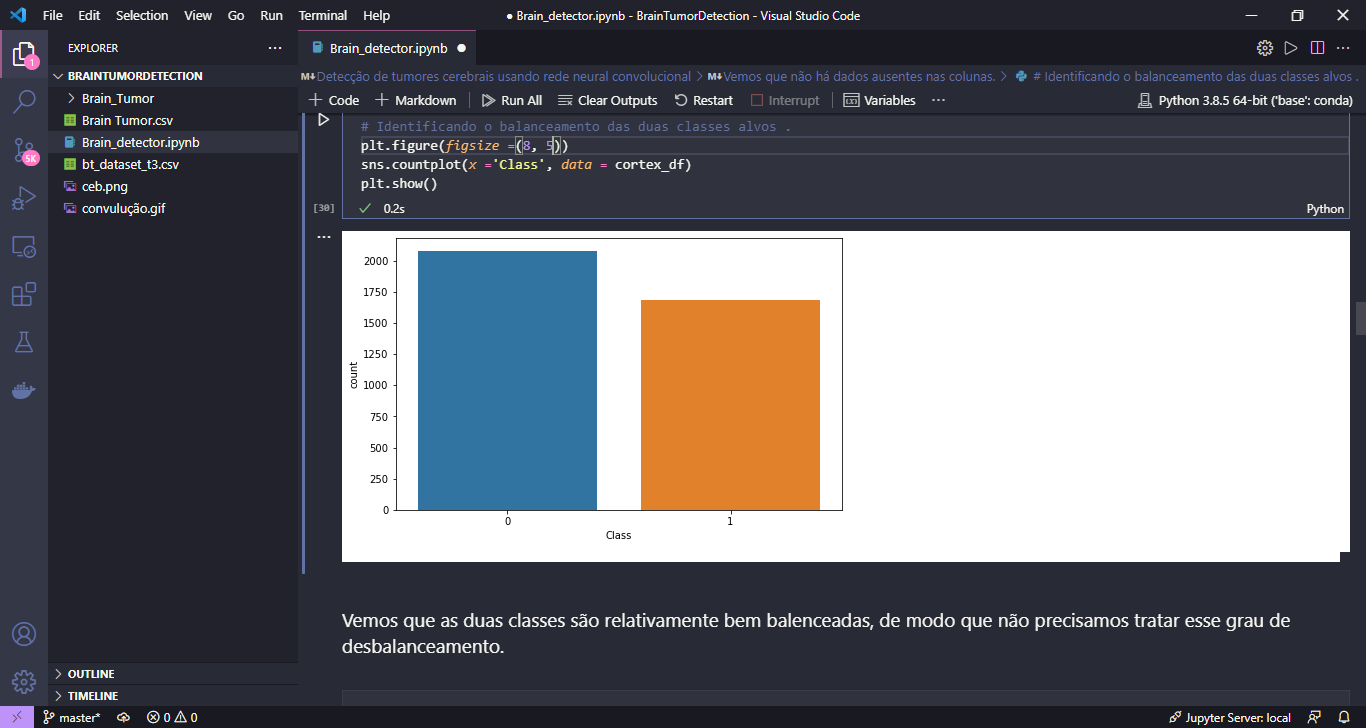 File Edit Selection View Go Run Terminal Help
● Brain_detector.ipynb - BrainTumorDetection - Visual Studio Code
EXPLORER ···
Brain_detector.ipynb ●
BRAINTUMORDETECTION
Brain_Tumor
Brain Tumor.csv
Brain_detector.ipynb
bt_dataset_t3.csv
ceb.png
convulução.gif
1
5K
OUTLINE
TIMELINE
M↓Detecção de tumores cerebrais usando rede neural convolucional > M↓Vemos que não há dados ausentes nas colunas. > # Identificando o balanceamento das duas classes alvos .
+ Code + Markdown Run All Clear Outputs Restart Interrupt Variables ··· Python 3.8.5 64-bit ('base': conda)
# Identificando o balanceamento das duas classes alvos .
plt.figure(figsize =(8, 5))
sns.countplot(x ='Class', data = cortex_df)
plt.show()
[30] ✓ 0.2s Python
···
2000
1750
1500
1250
1000
750
500
250
0
count
0 1
Class
Vemos que as duas classes são relativamente bem balenceadas, de modo que não precisamos tratar esse grau de
desbalanceamento.
master* 0 0 Jupyter Server: local